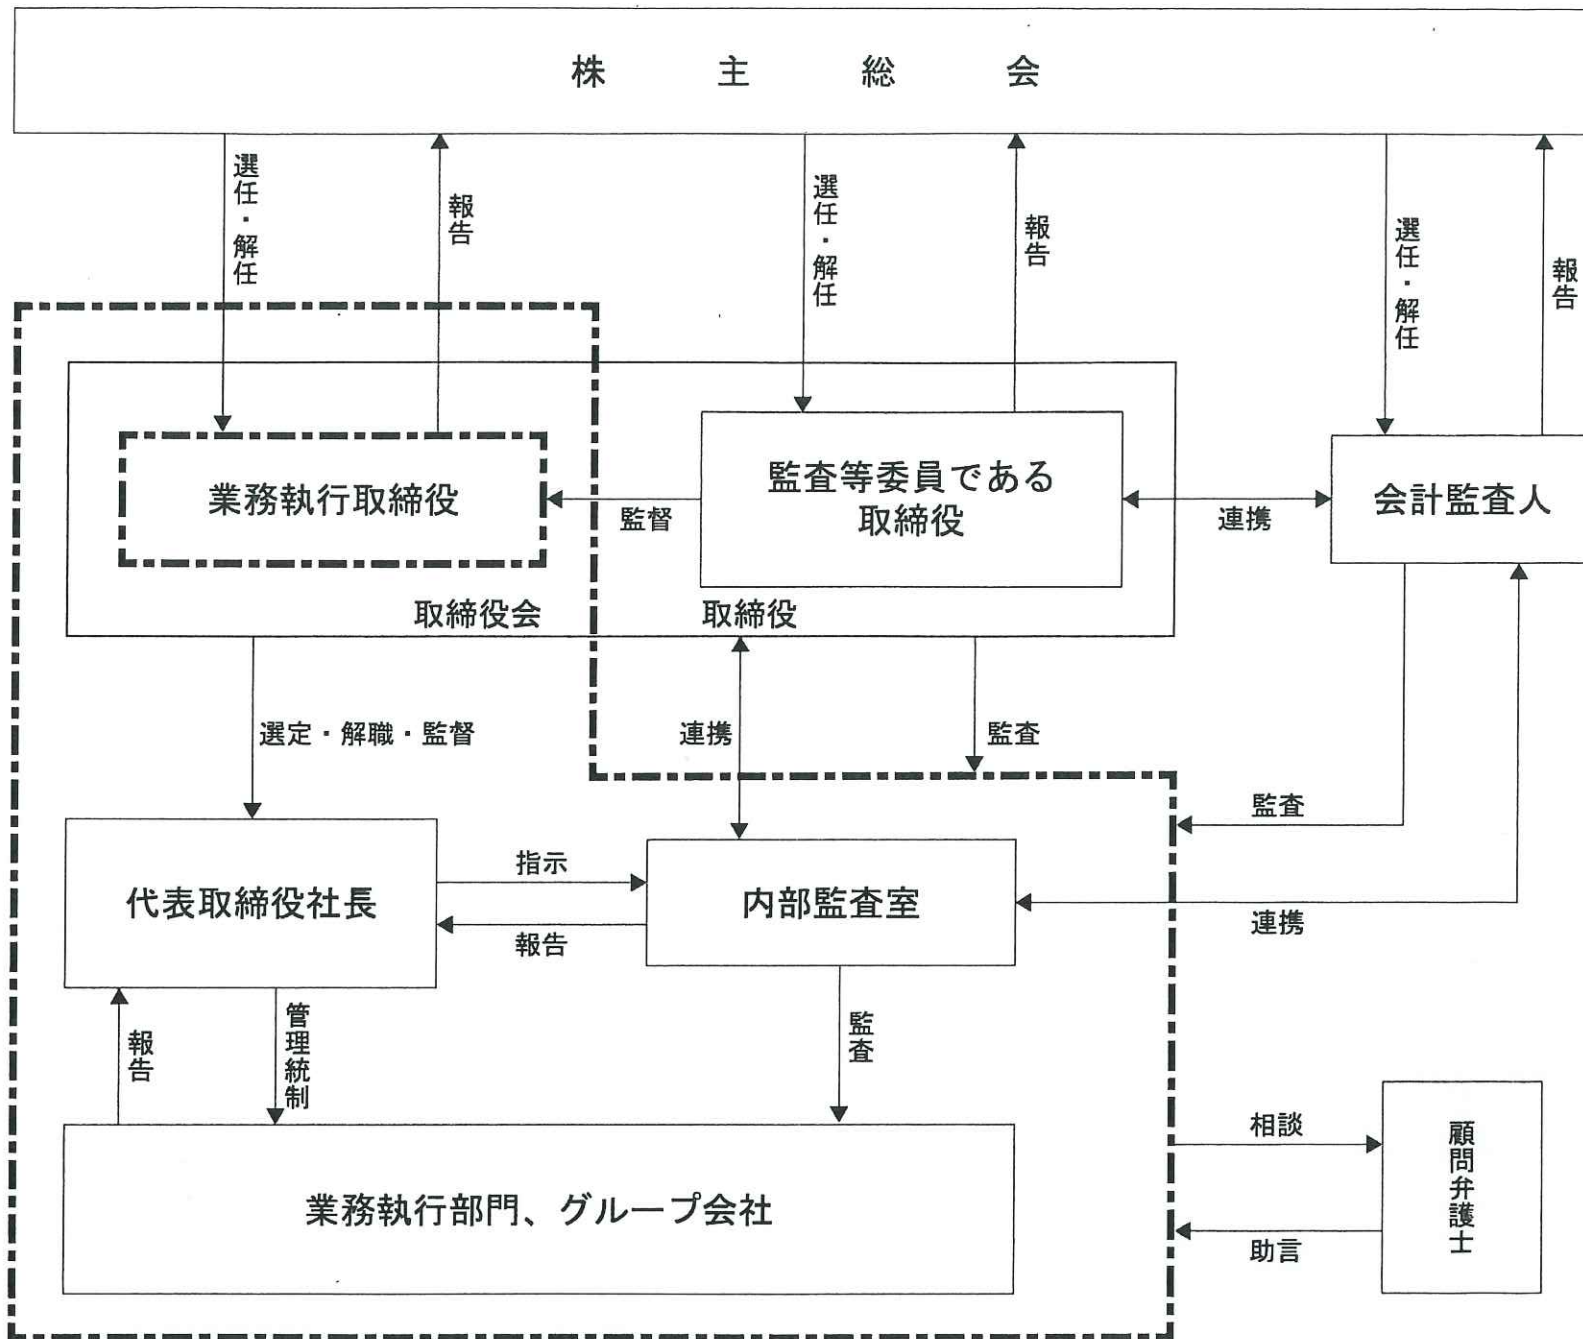 株主総会
選任・解任
報告
選任・解任
報告
選任・解任
報告
業務執行取締役
監督
監査等委員である
取締役
連携
会計監査人
取締役会
取締役
選定・解職・監督
連携
監査
監査
代表取締役社長
指示
報告
内部監査室
連携
報告
管理統制
監査
業務執行部門、グループ会社
相談
助言
顧問弁護士